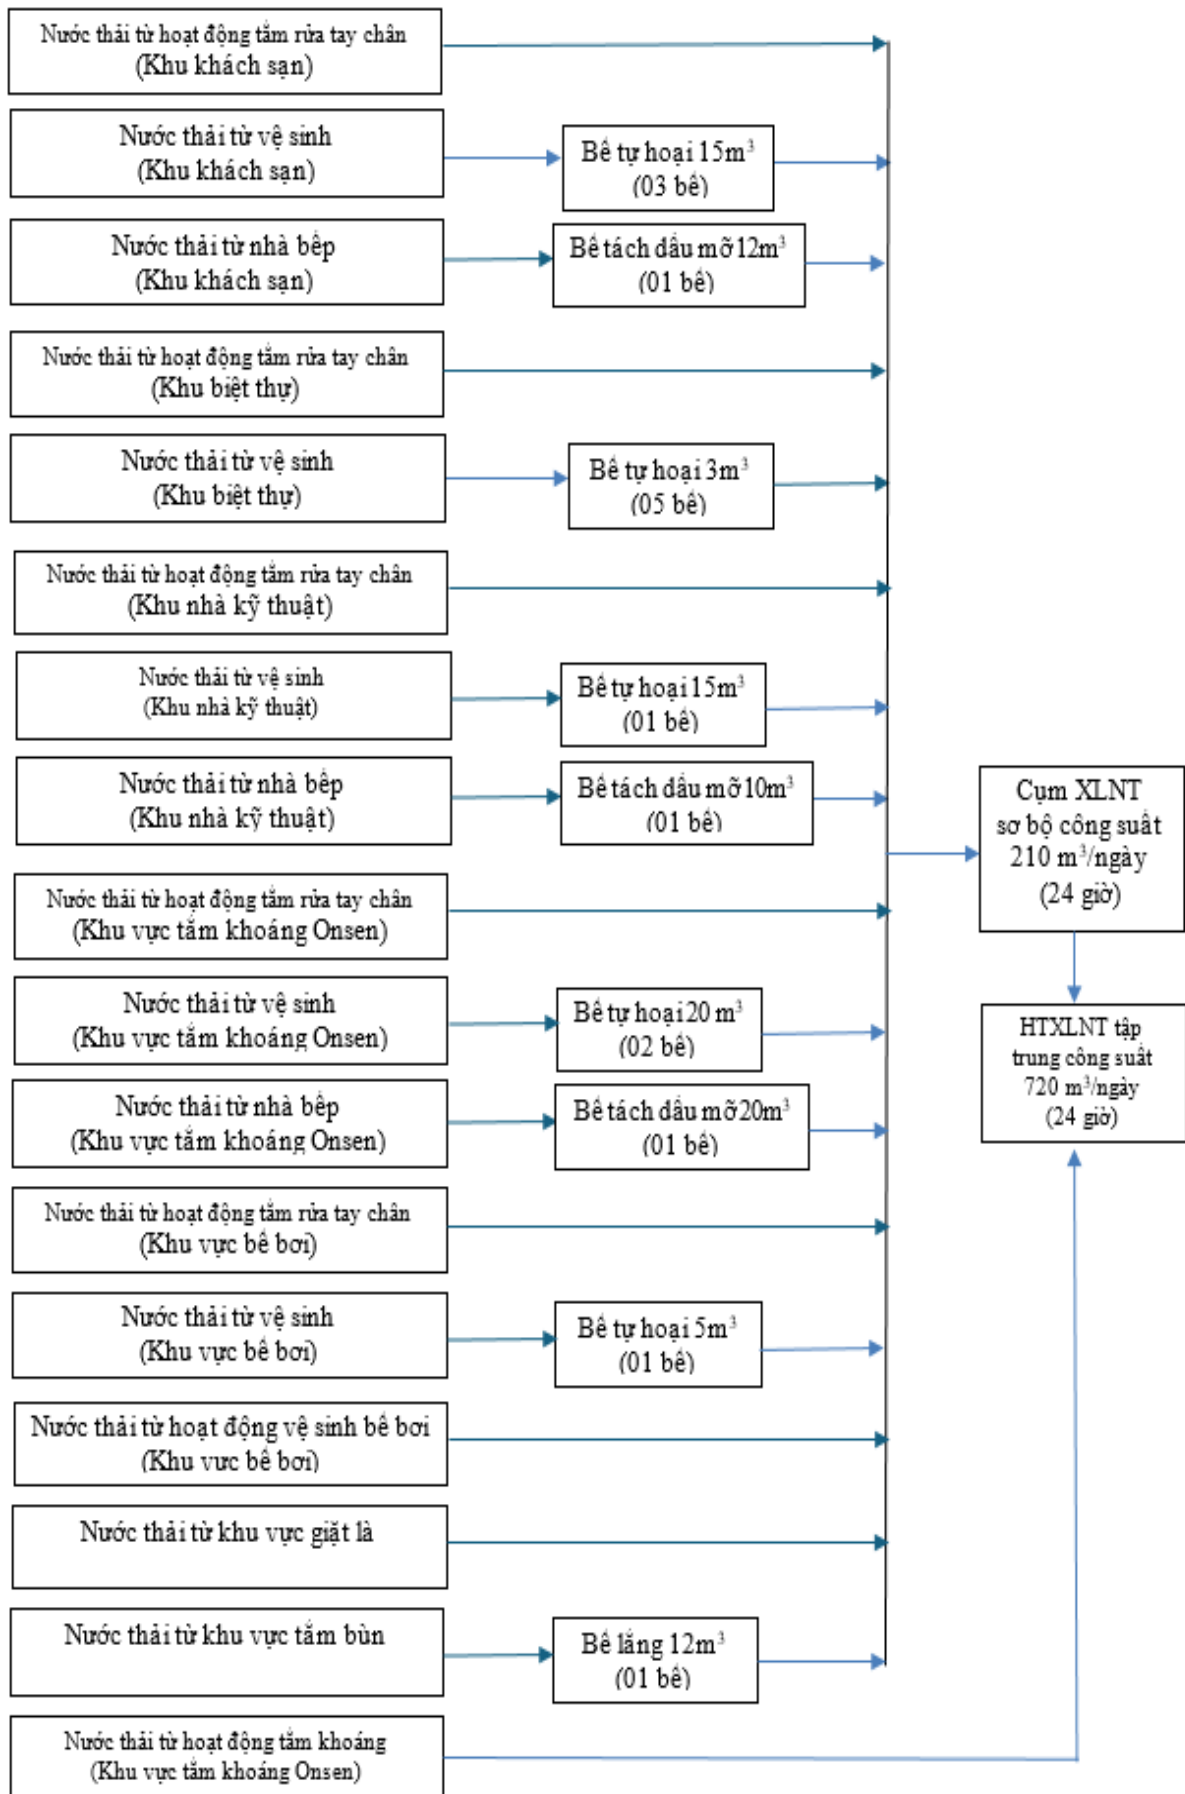 Nước thải từ hoạt động tắm rửa tay chân
(Khu khách sạn)
Nước thải từ vệ sinh
(Khu khách sạn)
Bể tự hoại 15m³
(03 bể)
Nước thải từ nhà bếp
(Khu khách sạn)
Bể tách dầu mỡ 12m³
(01 bể)
Nước thải từ hoạt động tắm rửa tay chân
(Khu biệt thự)
Nước thải từ vệ sinh
(Khu biệt thự)
Bể tự hoại 3m³
(05 bể)
Nước thải từ hoạt động tắm rửa tay chân
(Khu nhà kỹ thuật)
Nước thải từ vệ sinh
(Khu nhà kỹ thuật)
Bể tự hoại 15m³
(01 bể)
Nước thải từ nhà bếp
(Khu nhà kỹ thuật)
Bể tách dầu mỡ 10m³
(01 bể)
Cụm XLNT
sơ bộ công suất
210 m³/ngày
(24 giờ)
Nước thải từ hoạt động tắm rửa tay chân
(Khu vực tắm khoáng Onsen)
Nước thải từ vệ sinh
(Khu vực tắm khoáng Onsen)
Bể tự hoại 20 m³
(02 bể)
HTXLNT tập
trung công suất
720 m³/ngày
(24 giờ)
Nước thải từ nhà bếp
(Khu vực tắm khoáng Onsen)
Bể tách dầu mỡ 20m³
(01 bể)
Nước thải từ hoạt động tắm rửa tay chân
(Khu vực bể bơi)
Nước thải từ vệ sinh
(Khu vực bể bơi)
Bể tự hoại 5m³
(01 bể)
Nước thải từ hoạt động vệ sinh bể bơi
(Khu vưc bể bơi)
Nước thải từ khu vực giặt là
Nước thải từ khu vực tắm bùn
Bể lắng 12m³
(01 bể)
Nước thải từ hoạt động tắm khoáng
(Khu vực tắm khoáng Onsen)